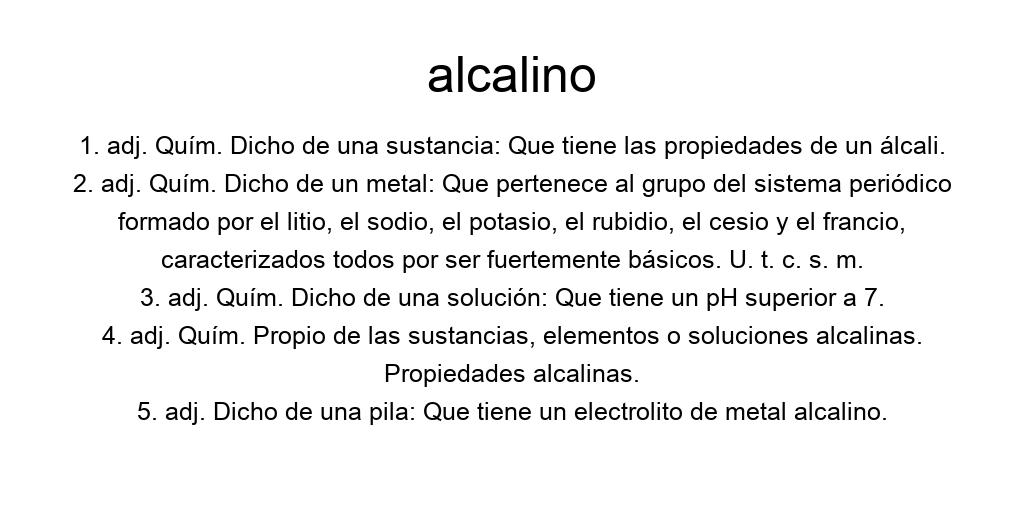 alcalino
1. adj. Quím. Dicho de una sustancia: Que tiene las propiedades de un álcali.
2. adj. Quím. Dicho de un metal: Que pertenece al grupo del sistema periódico
formado por el litio, el sodio, el potasio, el rubidio, el cesio y el francio,
caracterizados todos por ser fuertemente básicos. U. t. c. s. m.
3. adj. Quím. Dicho de una solución: Que tiene un pH superior a 7.
4. adj. Quím. Propio de las sustancias, elementos o soluciones alcalinas.
Propiedades alcalinas.
5. adj. Dicho de una pila: Que tiene un electrolito de metal alcalino.